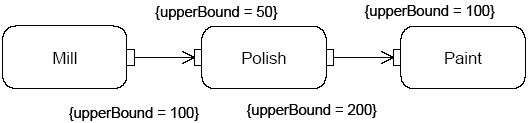 {upperBound = 50} {upperBound = 100}
Mill Polish Paint
{upperBound = 100} {upperBound = 200}